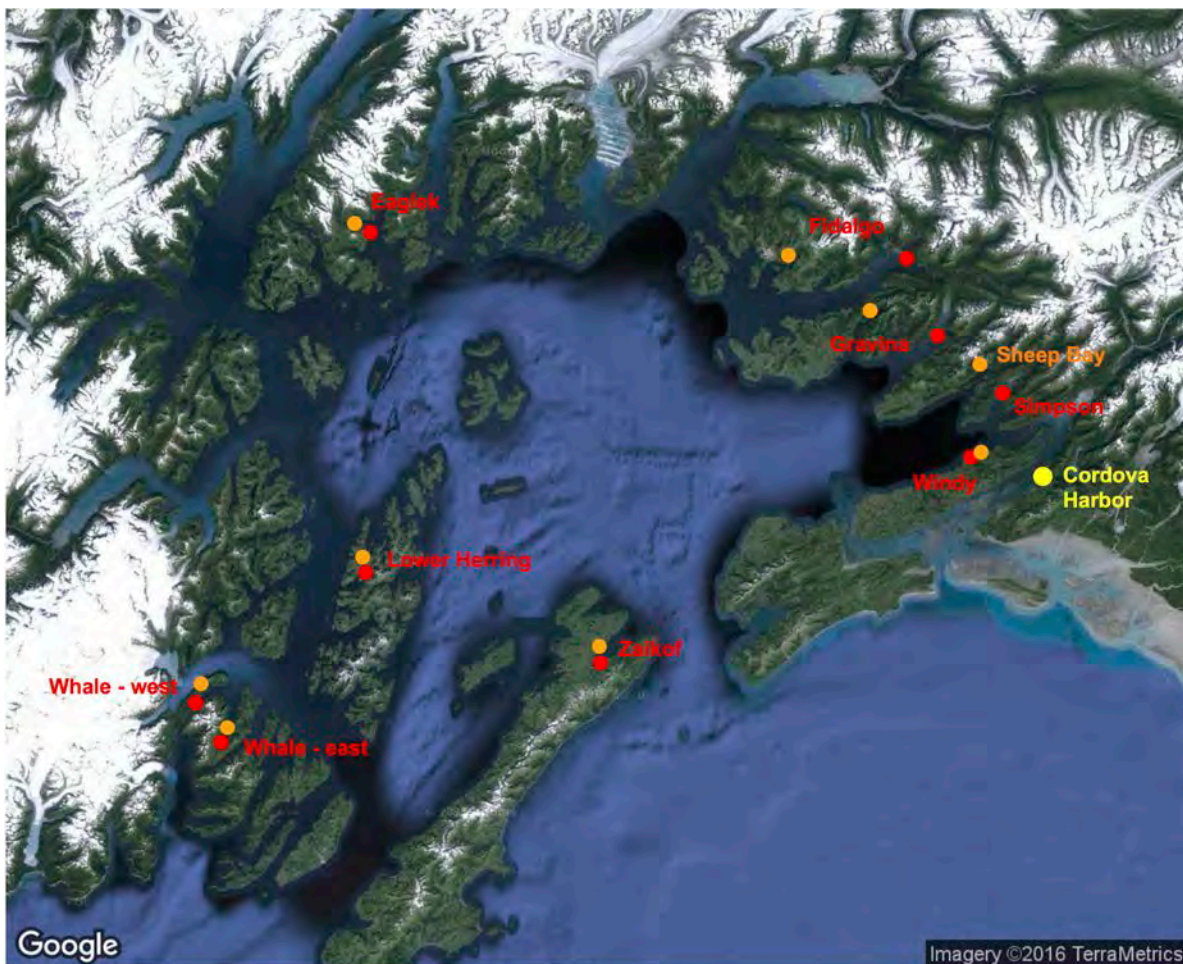 Eaglek
Fidalgo
Gravina
Sheep Bay
Simpson
Windy
Cordova
Harbor
Lower Herring
Zaikof
Whale - west
Whale - east
Google
Imagery ©2016 TerraMetrics